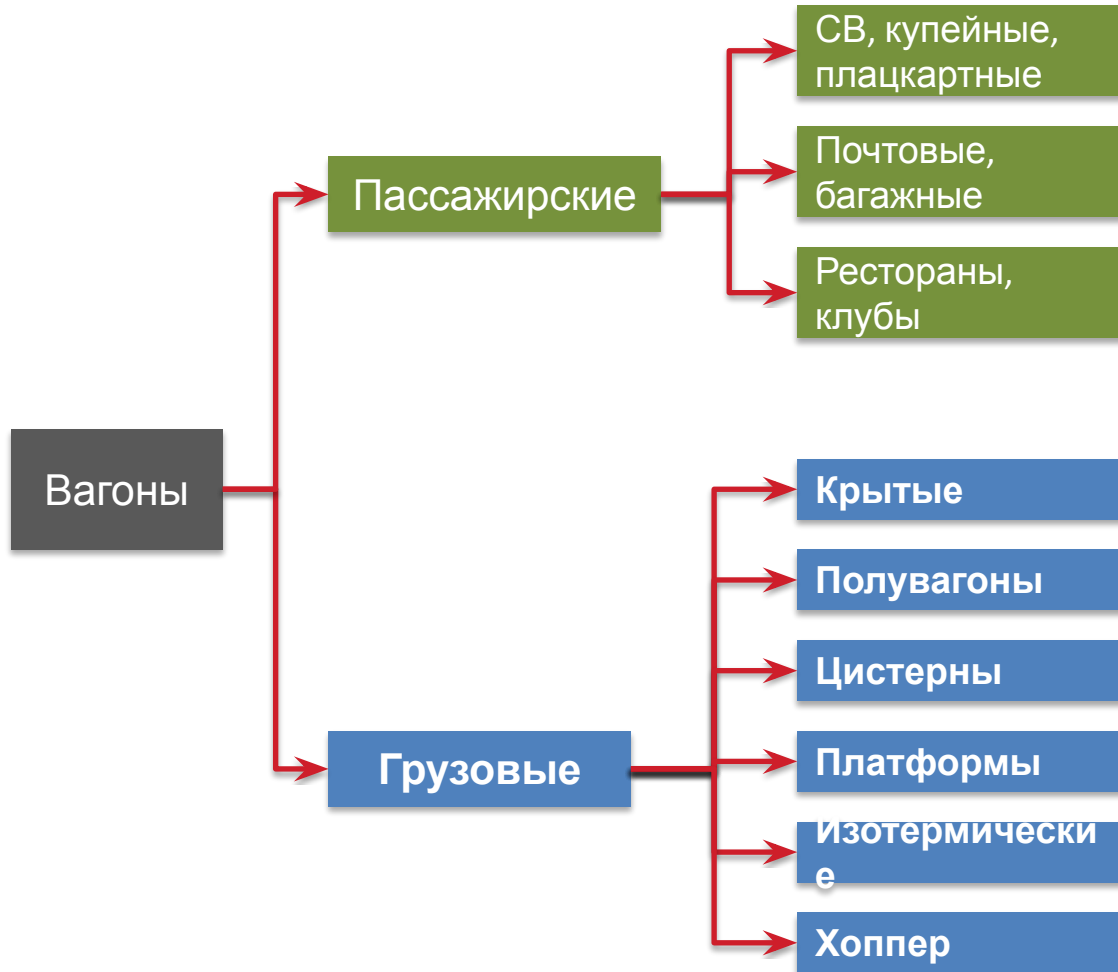 СВ, купейные,
плацкартные
Почтовые,
багажные
Пассажирские
Рестораны,
клубы
Вагоны
Крытые
Полувагоны
Цистерны
Грузовые
Платформы
Изотермически
е
Хоппер